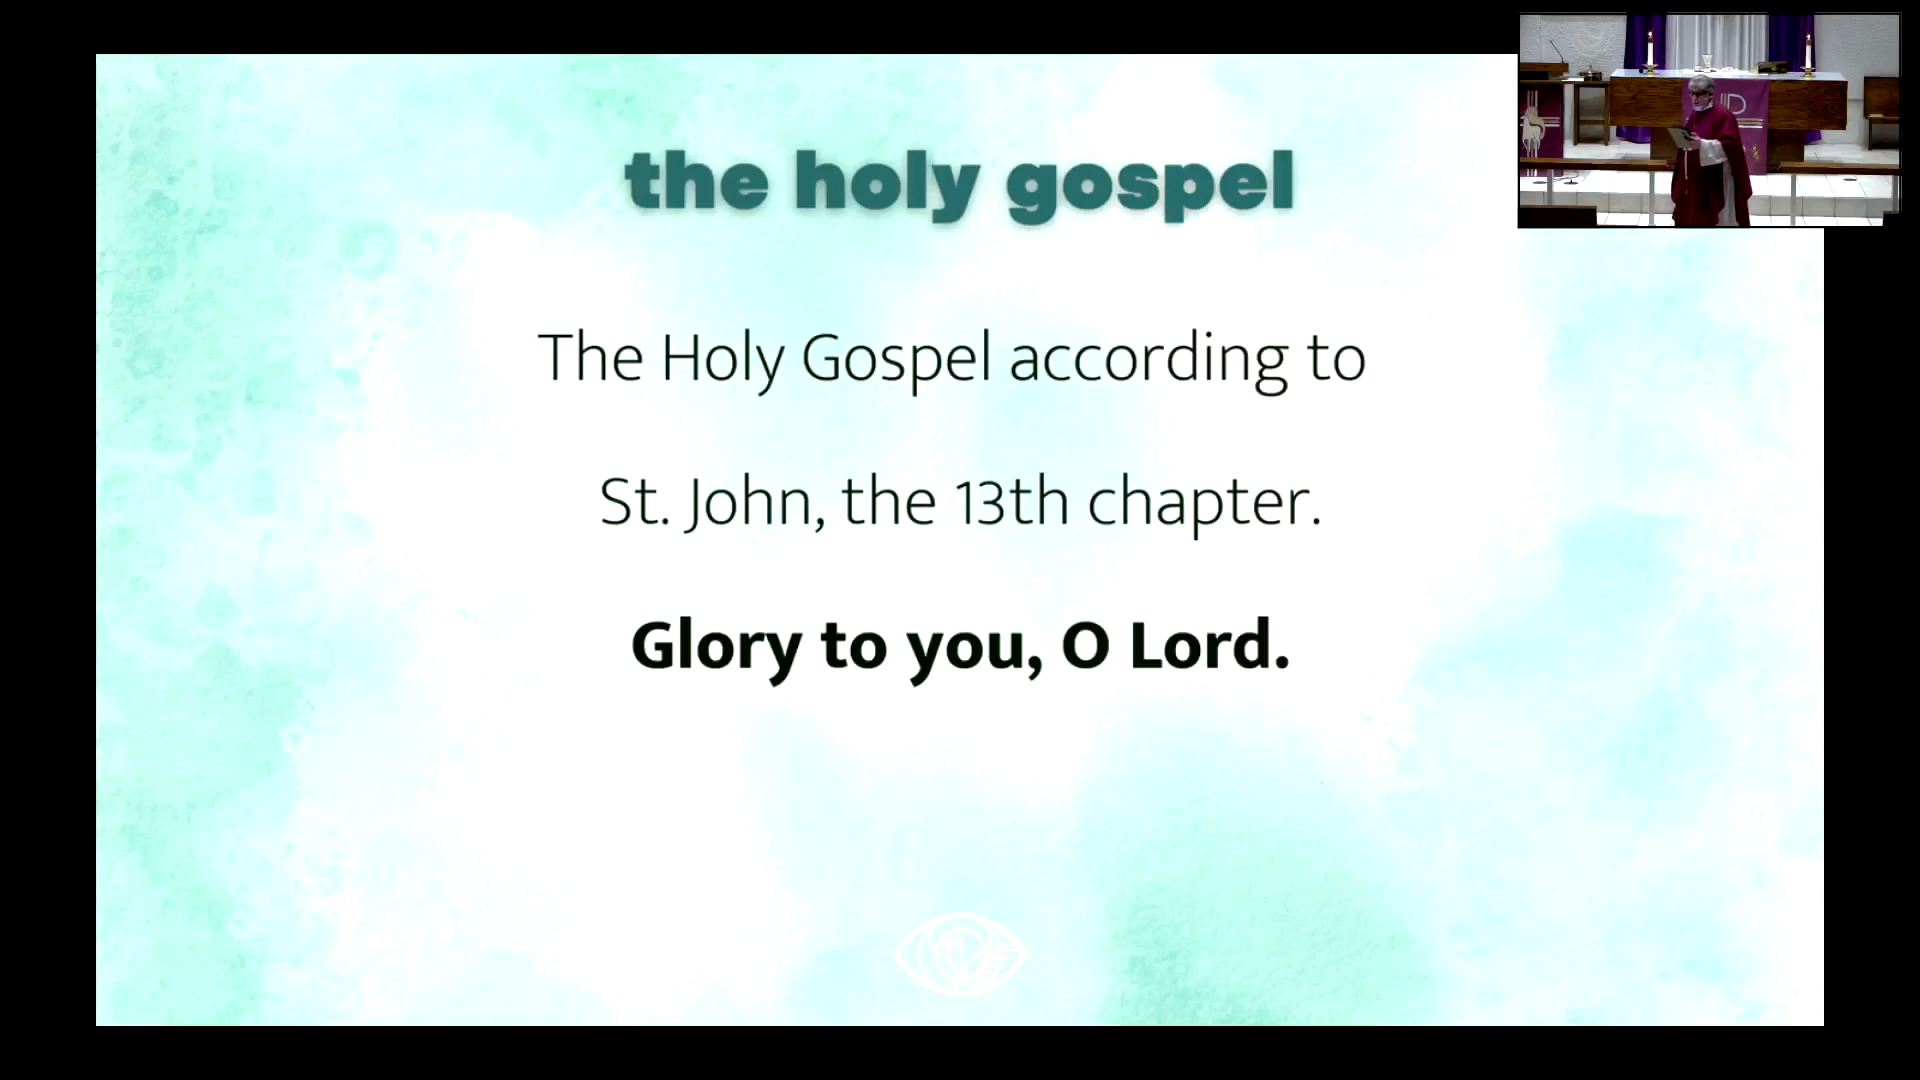 the holy gospel
The Holy Gospel according to
St. John, the 13th chapter.
Glory to you, O Lord.